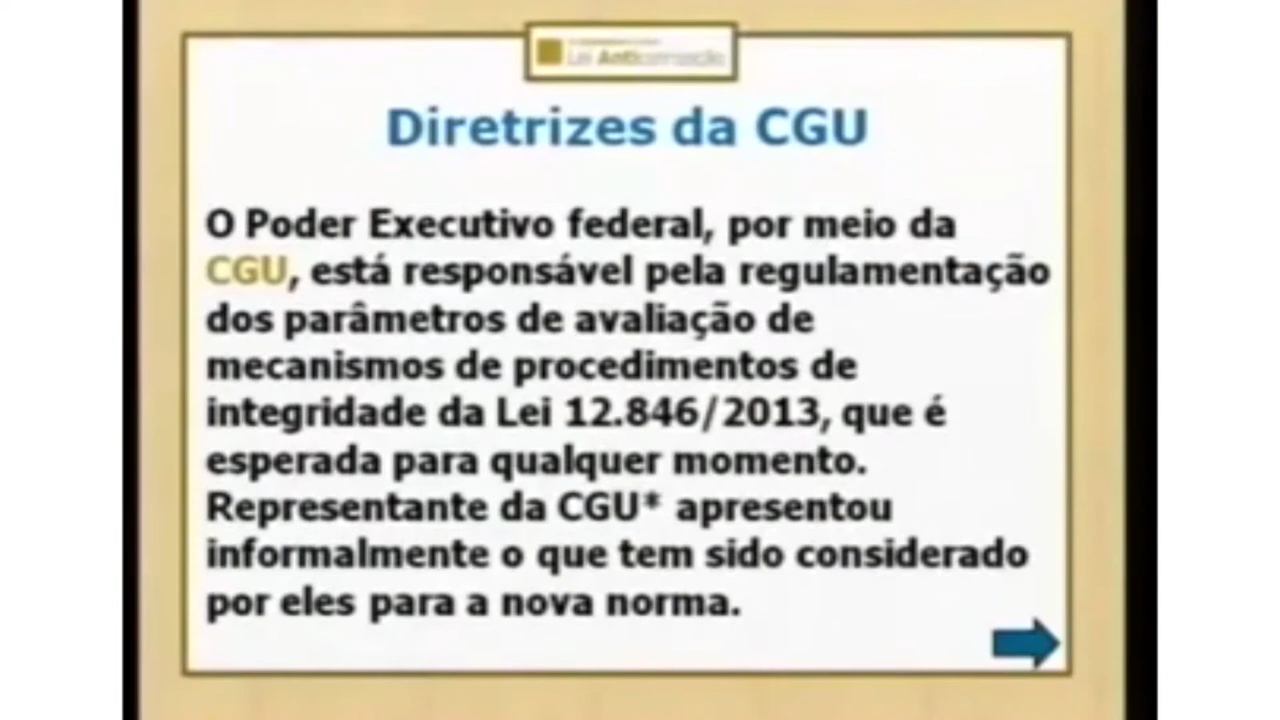 Lei Anticorrupção
Diretrizes da CGU
O Poder Executivo federal, por meio da
CGU, está responsável pela regulamentação
dos parâmetros de avaliação de
mecanismos de procedimentos de
integridade da Lei 12.846/2013, que é
esperada para qualquer momento.
Representante da CGU* apresentou
informalmente o que tem sido considerado
por eles para a nova norma.